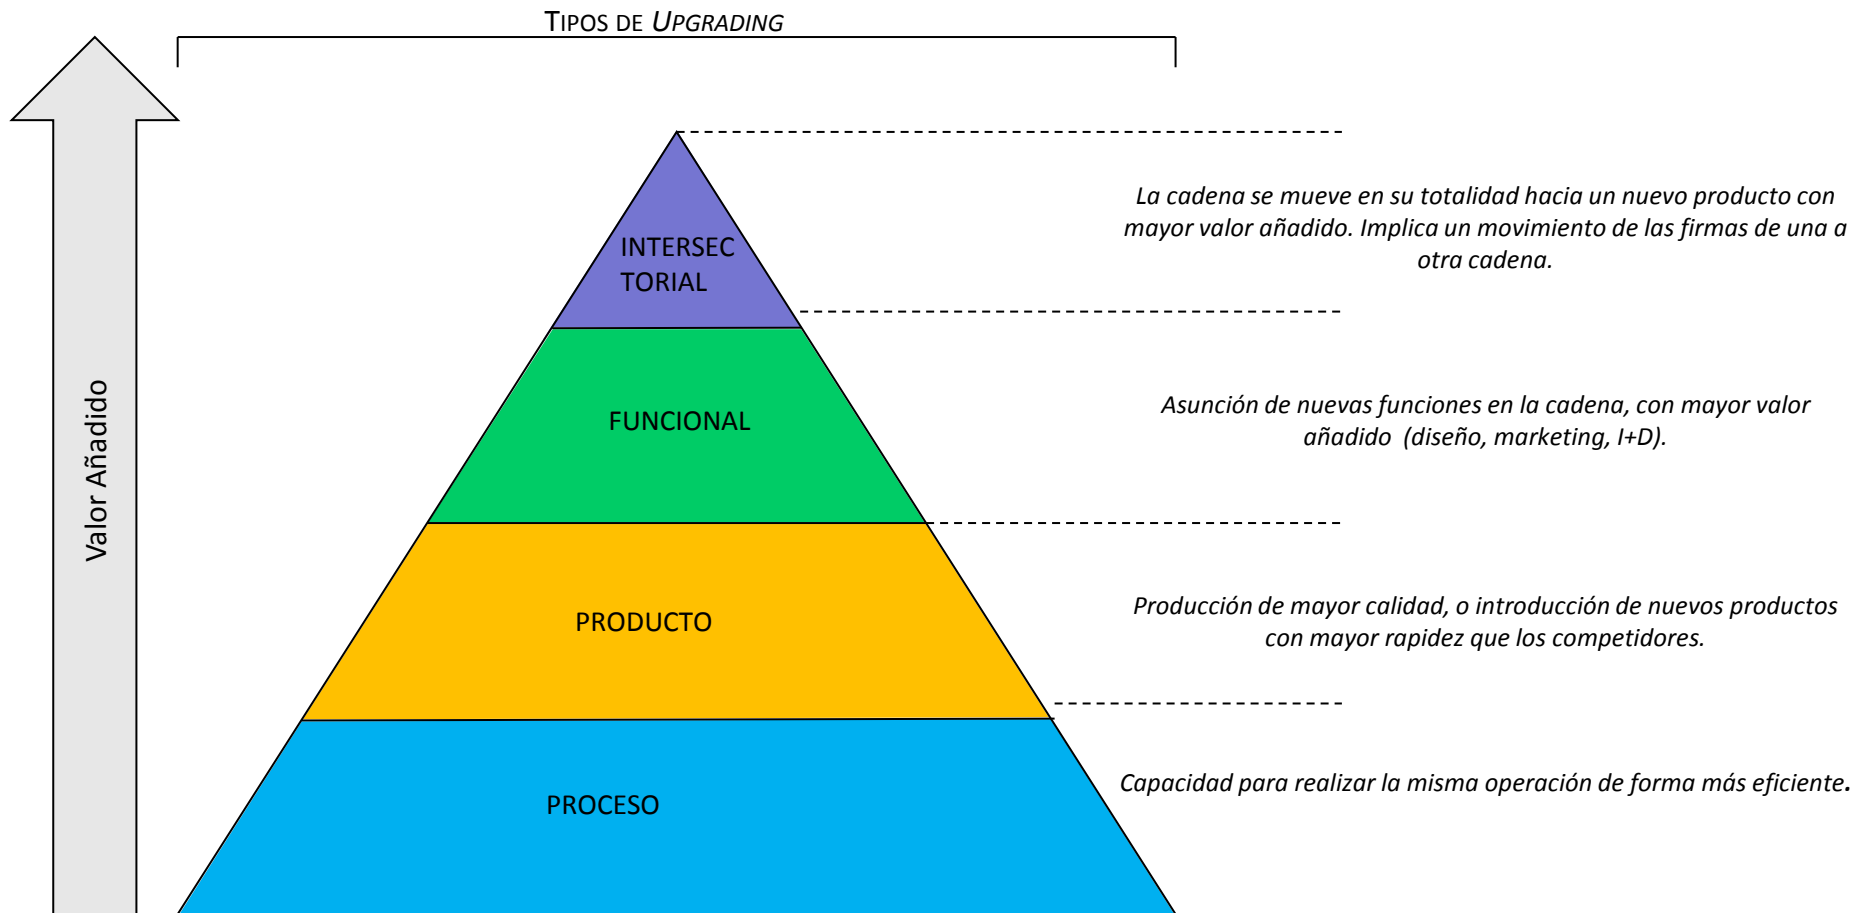 TIPOS DE UPGRADING
Valor Añadido
INTERSEC
TORIAL
La cadena se mueve en su totalidad hacia un nuevo producto con
mayor valor añadido. Implica un movimiento de las firmas de una a
otra cadena.
FUNCIONAL
Asunción de nuevas funciones en la cadena, con mayor valor
añadido (diseño, marketing, I+D).
PRODUCTO
Producción de mayor calidad, o introducción de nuevos productos
con mayor rapidez que los competidores.
PROCESO
Capacidad para realizar la misma operación de forma más eficiente.